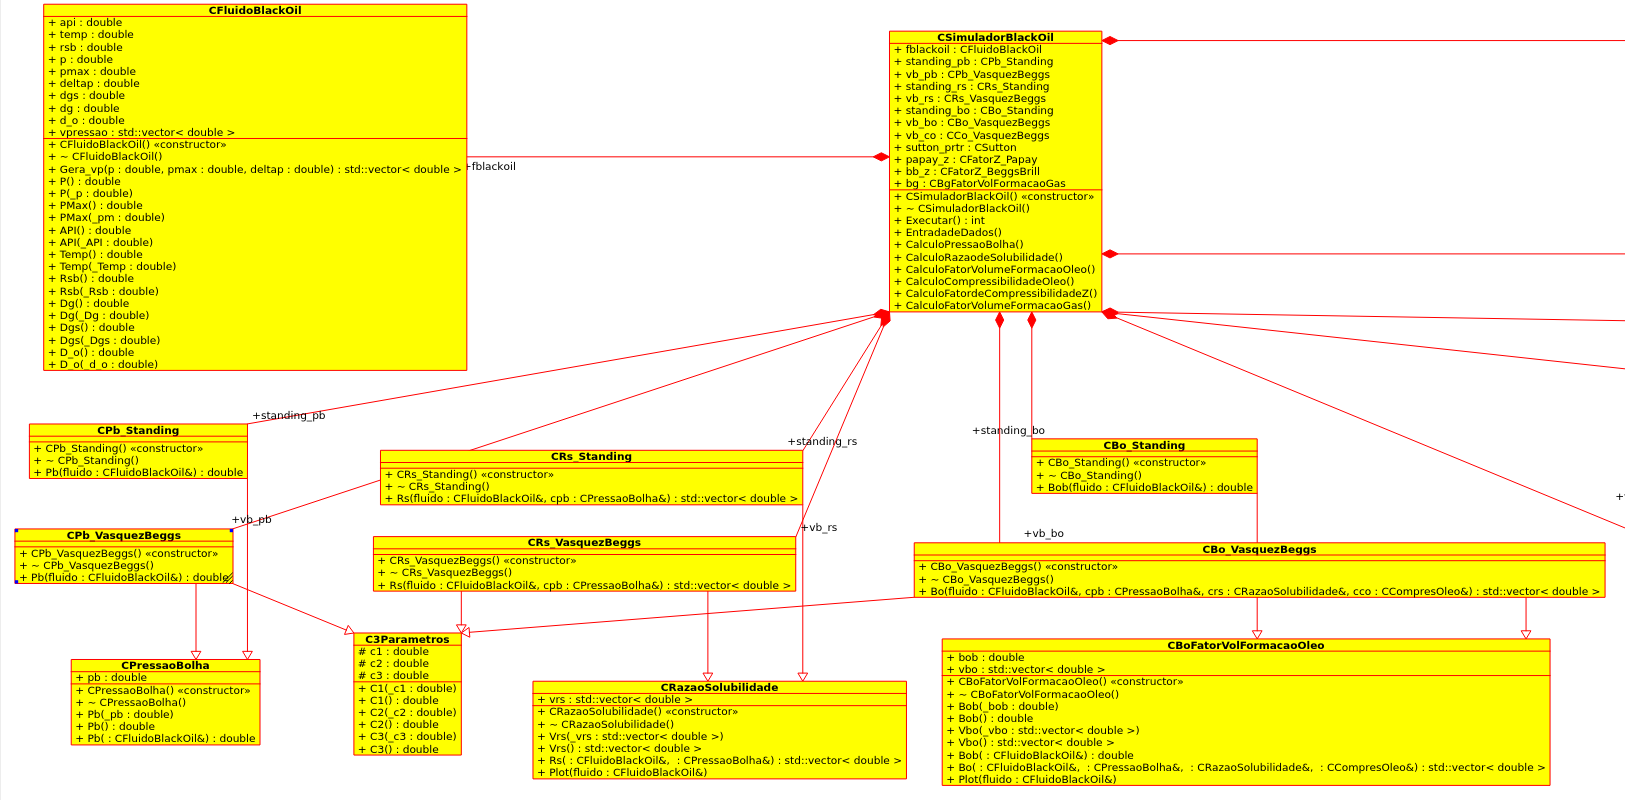 CFluidoBlackOil
+ api : double
+ temp : double
+ rsb : double
+ p : double
+ pmax : double
+ deltap : double
+ dgs : double
+ dg : double
+ d_o : double
+ vpressao : std::vector< double >
+ CFluidoBlackOil() «constructor»
+ ~ CFluidoBlackOil()
+ Gera_vp(p : double, pmax : double, deltap : double) : std::vector< double >
+ P() : double
+ P(_p : double)
+ PMax() : double
+ PMax(_pm : double)
+ API() : double
+ API(_API : double)
+ Temp() : double
+ Temp(_Temp : double)
+ Rsb() : double
+ Rsb(_Rsb : double)
+ Dg() : double
+ Dg(_Dg : double)
+ Dgs() : double
+ Dgs(_Dgs : double)
+ D_o() : double
+ D_o(_d_o : double)
+fblackoil
CSimuladorBlackOil
+ fblackoil : CFluidoBlackOil
+ standing_pb : CPb_Standing
+ vb_pb : CPb_VasquezBeggs
+ standing_rs : CRs_Standing
+ vb_rs : CRs_VasquezBeggs
+ standing_bo : CBo_Standing
+ vb_bo : CBo_VasquezBeggs
+ vb_co : CCo_VasquezBeggs
+ sutton_prtr : CSutton
+ papay_z : CFatorZ_Papay
+ bb_z : CFatorZ_BeggsBrill
+ bg : CBgFatorVolFormacaoGas
+ CSimuladorBlackOil() «constructor»
+ ~ CSimuladorBlackOil()
+ Executar() : int
+ EntradadeDados()
+ CalculoPressaoBolha()
+ CalculoRazaodeSolubilidade()
+ CalculoFatorVolumeFormacaoOleo()
+ CalculoCompressibilidadeOleo()
+ CalculoFatordeCompressibilidadeZ()
+ CalculoFatorVolumeFormacaoGas()
+standing_pb
CPb_Standing
+ CPb_Standing() «constructor»
+ ~ CPb_Standing()
+ Pb(fluido : CFluidoBlackOil&) : double
+standing_rs
CRs_Standing
+ CRs_Standing() «constructor»
+ ~ CRs_Standing()
+ Rs(fluido : CFluidoBlackOil&, cpb : CPressaoBolha&) : std::vector< double >
+standing_bo
CBo_Standing
+ CBo_Standing() «constructor»
+ ~ CBo_Standing()
+ Bob(fluido : CFluidoBlackOil&) : double
+vb_pb
CPb_VasquezBeggs
+ CPb_VasquezBeggs() «constructor»
+ ~ CPb_VasquezBeggs()
+ Pb(fluido : CFluidoBlackOil&) : double
+vb_rs
CRs_VasquezBeggs
+ CRs_VasquezBeggs() «constructor»
+ ~ CRs_VasquezBeggs()
+ Rs(fluido : CFluidoBlackOil&, cpb : CPressaoBolha&) : std::vector< double >
+vb_bo
CBo_VasquezBeggs
+ CBo_VasquezBeggs() «constructor»
+ ~ CBo_VasquezBeggs()
+ Bo(fluido : CFluidoBlackOil&, cpb : CPressaoBolha&, crs : CRazaoSolubilidade&, cco : CCompresOleo&) : std::vector< double >
CPressaoBolha
+ pb : double
+ CPressaoBolha() «constructor»
+ ~ CPressaoBolha()
+ Pb(_pb : double)
+ Pb() : double
+ Pb( : CFluidoBlackOil&) : double
C3Parametros
# c1 : double
# c2 : double
# c3 : double
+ C1(_c1 : double)
+ C1() : double
+ C2(_c2 : double)
+ C2() : double
+ C3(_c3 : double)
+ C3() : double
CRazaoSolubilidade
+ vrs : std::vector< double >
+ CRazaoSolubilidade() «constructor»
+ ~ CRazaoSolubilidade()
+ Vrs(_vrs : std::vector< double >)
+ Vrs() : std::vector< double >
+ Rs( : CFluidoBlackOil&,  : CPressaoBolha&) : std::vector< double >
+ Plot(fluido : CFluidoBlackOil&)
CBoFatorVolFormacaoOleo
+ bob : double
+ vbo : std::vector< double >
+ CBoFatorVolFormacaoOleo() «constructor»
+ ~ CBoFatorVolFormacaoOleo()
+ Bob(_bob : double)
+ Bob() : double
+ Vbo(_vbo : std::vector< double >)
+ Vbo() : std::vector< double >
+ Bob( : CFluidoBlackOil&) : double
+ Bo( : CFluidoBlackOil&,  : CPressaoBolha&,  : CRazaoSolubilidade&,  : CCompresOleo&) : std::vector< double >
+ Plot(fluido : CFluidoBlackOil&)